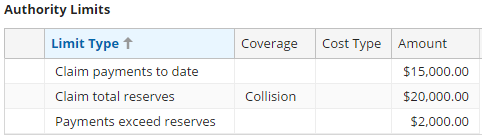 Authority Limits
Limit Type ↑ Coverage Cost Type Amount
Claim payments to date $15,000.00
Claim total reserves Collision $20,000.00
Payments exceed reserves $2,000.00